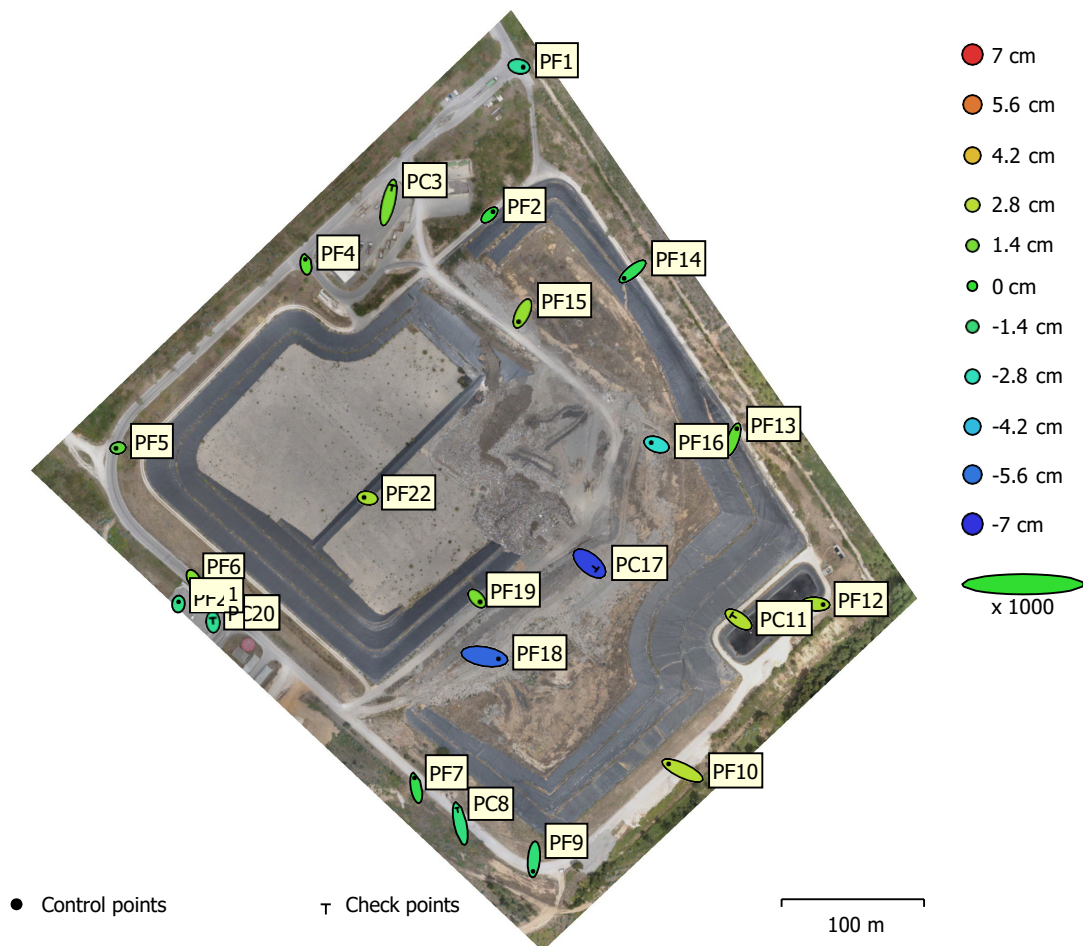 PF1
7 cm
5.6 cm
4.2 cm
PC3
PF2
2.8 cm
PF4
PF14
1.4 cm
PF15
0 cm
-1.4 cm
-2.8 cm
PF13
PF5
PF16
-4.2 cm
PF22
-5.6 cm
-7 cm
PC17
PF6
PF19
x 1000
PF12
PC11
PC20
PF18
PF7
PF10
PC8
PF9
Control points
Check points
100 m